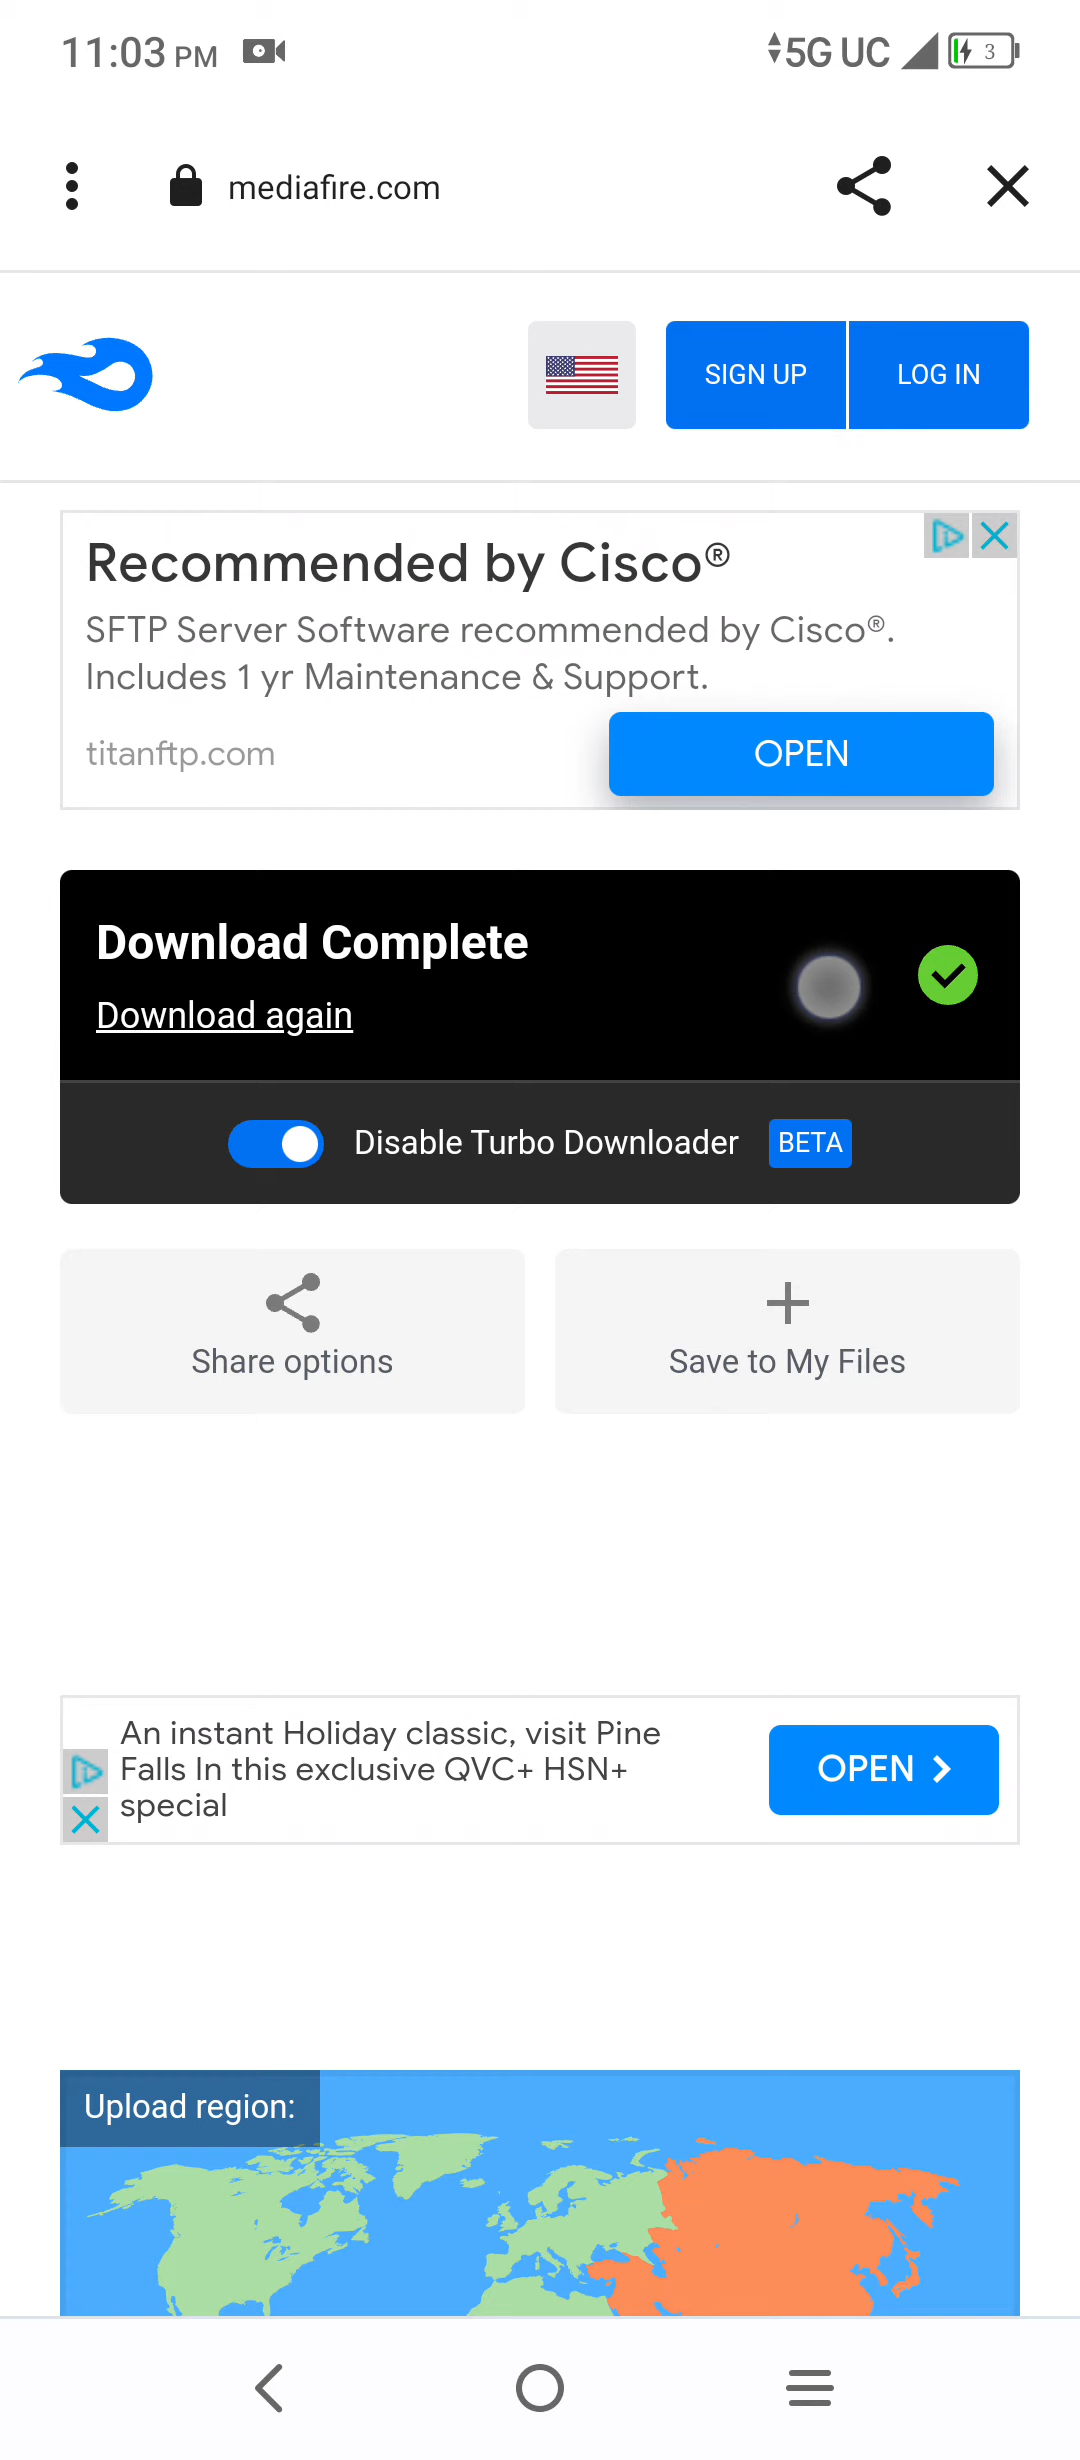 11:03 PM
5G UC
3
mediafire.com
SIGN UP
LOG IN
Recommended by Cisco®
SFTP Server Software recommended by Cisco®.
Includes 1 yr Maintenance & Support.
titanftp.com
OPEN
Download Complete
Download again
Disable Turbo Downloader
BETA
Share options
Save to My Files
An instant Holiday classic, visit Pine
Falls In this exclusive QVC+ HSN+
special
OPEN
Upload region: